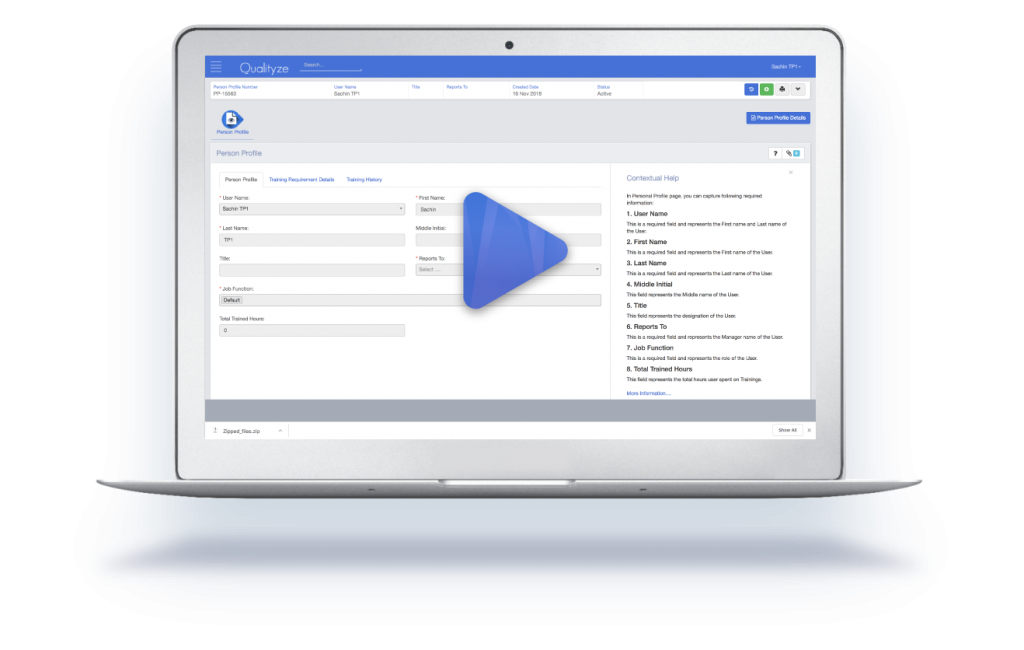 Qualityze
Search...
Sachin TP1
Person Profile Number User Name Title Reports To Created Date Status
PP-15563 Sachin TP1 16 Nov 2018 Active
Person Profile
Person Profile Details
Person Profile
?
Person Profile Training Requirement Details Training History
* User Name:
Sachin TP1
* First Name:
Sachin
* Last Name:
TP1
Middle Initial:
Title:
* Reports To:
Select ...
* Job Function:
Default
Total Trained Hours:
0
Contextual Help
In Personal Profile page, you can capture following required
information:
1. User Name
This is a required field and represents the First name and Last name of
the User.
2. First Name
This is a required field and represents the First name of the User.
3. Last Name
This is a required field and represents the Last name of the User.
4. Middle Initial
This field represents the Middle name of the User.
5. Title
This field represents the designation of the User.
6. Reports To
This is a required field and represents the Manager name of the User.
7. Job Function
This is a required field and represents the role of the User.
8. Total Trained Hours
This field represents the total hours user spent on Trainings.
More Information....
Zipped_files.zip
Show All